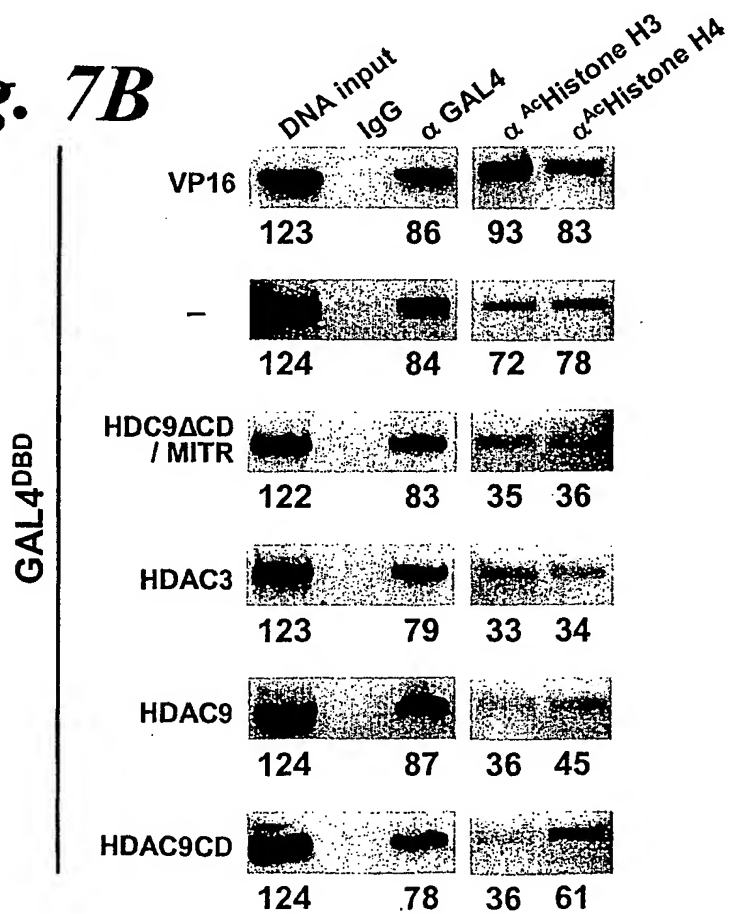 g. 7B
DNA input
IgG
α GAL4
α AcHistone H3
αAcHistone H4
GAL4DBD
VP16
123 86 93 83
–
124 84 72 78
HDC9ΔCD
/ MITR
122 83 35 36
HDAC3
123 79 33 34
HDAC9
124 87 36 45
HDAC9CD
124 .78 36 61